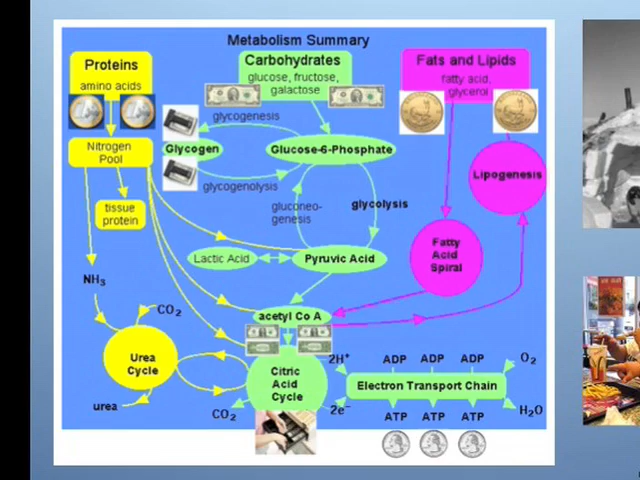 Metabolism Summary
Proteins
amino acids
Carbohydrates
glucose, fructose,
galactose
Fats and Lipids
fatty acid,
glycerol
glycogenesis
Nitrogen
Pool
Glycogen
Glucose-6-Phosphate
Lipogenesis
glycogenolysis
tissue
protein
gluconeo-
genesis
glycolysis
Fatty
Acid
Spiral
Lactic Acid
Pyruvic Acid
NH3
CO2
acetyl Co A
Urea
Cycle
Citric
Acid
Cycle
2H+
ADP ADP ADP
O2
Electron Transport Chain
urea
CO2
2e-
ATP ATP ATP
H2O